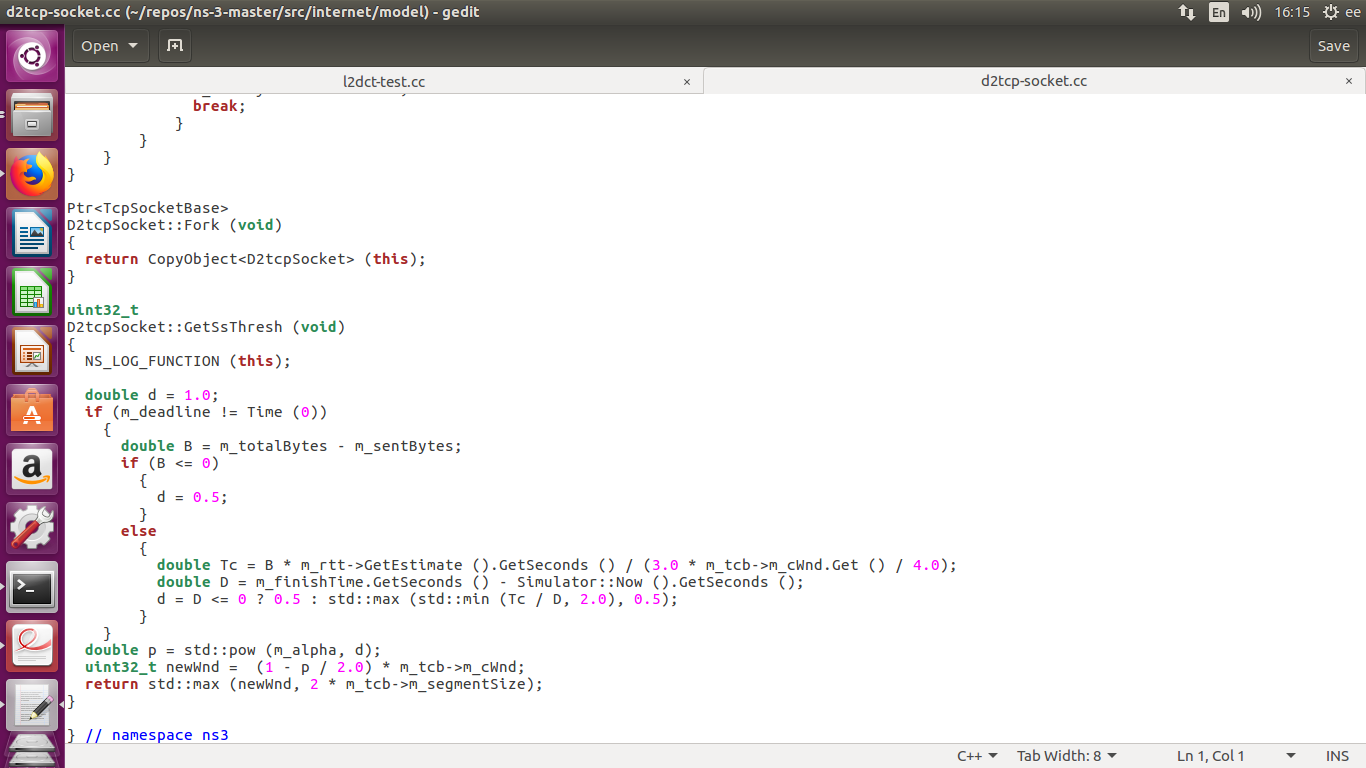 d2tcp-socket.cc (~/repos/ns-3-master/src/internet/model) - gedit
En
16:15
ee
Open
Save
l2dct-test.cc ×
d2tcp-socket.cc ×
              break;
            }
        }
    }
}

Ptr<TcpSocketBase>
D2tcpSocket::Fork (void)
{
  return CopyObject<D2tcpSocket> (this);
}

uint32_t
D2tcpSocket::GetSsThresh (void)
{
  NS_LOG_FUNCTION (this);

  double d = 1.0;
  if (m_deadline != Time (0))
    {
      double B = m_totalBytes - m_sentBytes;
      if (B <= 0)
        {
          d = 0.5;
        }
      else
        {
          double Tc = B * m_rtt->GetEstimate ().GetSeconds () / (3.0 * m_tcb->m_cWnd.Get () / 4.0);
          double D = m_finishTime.GetSeconds () - Simulator::Now ().GetSeconds ();
          d = D <= 0 ? 0.5 : std::max (std::min (Tc / D, 2.0), 0.5);
        }
    }
  double p = std::pow (m_alpha, d);
  uint32_t newWnd =  (1 - p / 2.0) * m_tcb->m_cWnd;
  return std::max (newWnd, 2 * m_tcb->m_segmentSize);
}

} // namespace ns3
C++
Tab Width: 8
Ln 1, Col 1
INS